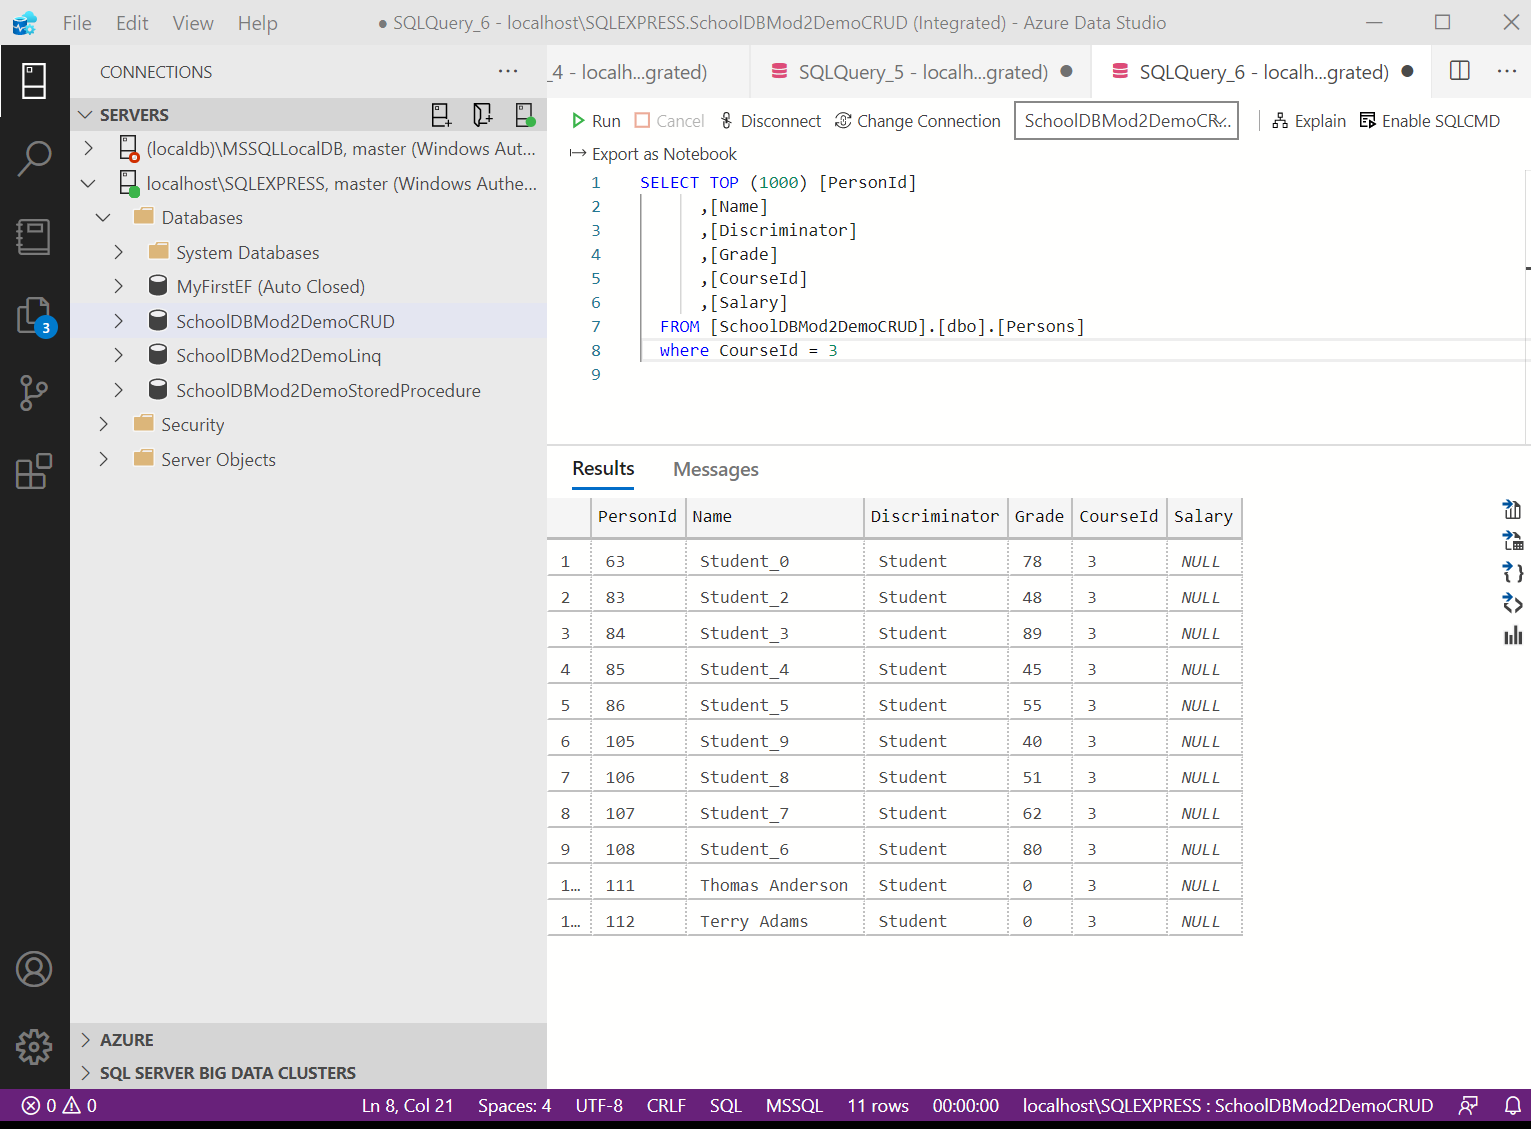 File Edit View Help ● SQLQuery_6 - localhost\SQLEXPRESS.SchoolDBMod2DemoCRUD (Integrated) - Azure Data Studio
CONNECTIONS
SERVERS
(localdb)\MSSQLLocalDB, master (Windows Aut...
localhost\SQLEXPRESS, master (Windows Authe...
Databases
System Databases
MyFirstEF (Auto Closed)
SchoolDBMod2DemoCRUD
SchoolDBMod2DemoLinq
SchoolDBMod2DemoStoredProcedure
Security
Server Objects
3
AZURE
SQL SERVER BIG DATA CLUSTERS
_4 - localh...grated) SQLQuery_5 - localh...grated) ● SQLQuery_6 - localh...grated) ●
Run Cancel Disconnect Change Connection SchoolDBMod2DemoCR... Explain Enable SQLCMD
Export as Notebook
1 SELECT TOP (1000) [PersonId]
2 ,[Name]
3 ,[Discriminator]
4 ,[Grade]
5 ,[CourseId]
6 ,[Salary]
7 FROM [SchoolDBMod2DemoCRUD].[dbo].[Persons]
8 where CourseId = 3
9
Results Messages
PersonId Name Discriminator Grade CourseId Salary
1 63 Student_0 Student 78 3 NULL
2 83 Student_2 Student 48 3 NULL
3 84 Student_3 Student 89 3 NULL
4 85 Student_4 Student 45 3 NULL
5 86 Student_5 Student 55 3 NULL
6 105 Student_9 Student 40 3 NULL
7 106 Student_8 Student 51 3 NULL
8 107 Student_7 Student 62 3 NULL
9 108 Student_6 Student 80 3 NULL
1... 111 Thomas Anderson Student 0 3 NULL
1... 112 Terry Adams Student 0 3 NULL
0 0 Ln 8, Col 21 Spaces: 4 UTF-8 CRLF SQL MSSQL 11 rows 00:00:00 localhost\SQLEXPRESS : SchoolDBMod2DemoCRUD